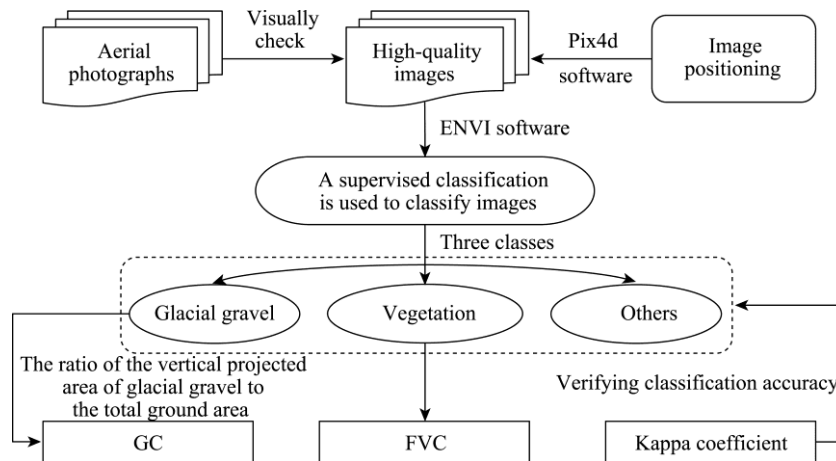 Aerial
photographs
Visually
check
High-quality
images
Pix4d
software
Image
positioning
ENVI software
A supervised classification
is used to classify images
Three classes
Glacial gravel
Vegetation
Others
The ratio of the vertical projected
area of glacial gravel to
the total ground area
Verifying classification accuracy
GC
FVC
Kappa coefficient